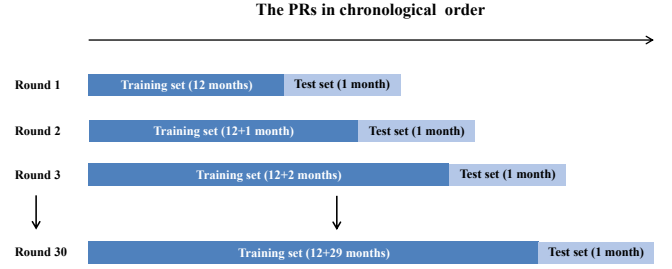 The PRs in chronological order
Round 1 Training set (12 months) Test set (1 month)
Round 2 Training set (12+1 month) Test set (1 month)
Round 3 Training set (12+2 months) Test set (1 month)
Round 30 Training set (12+29 months) Test set (1 month)